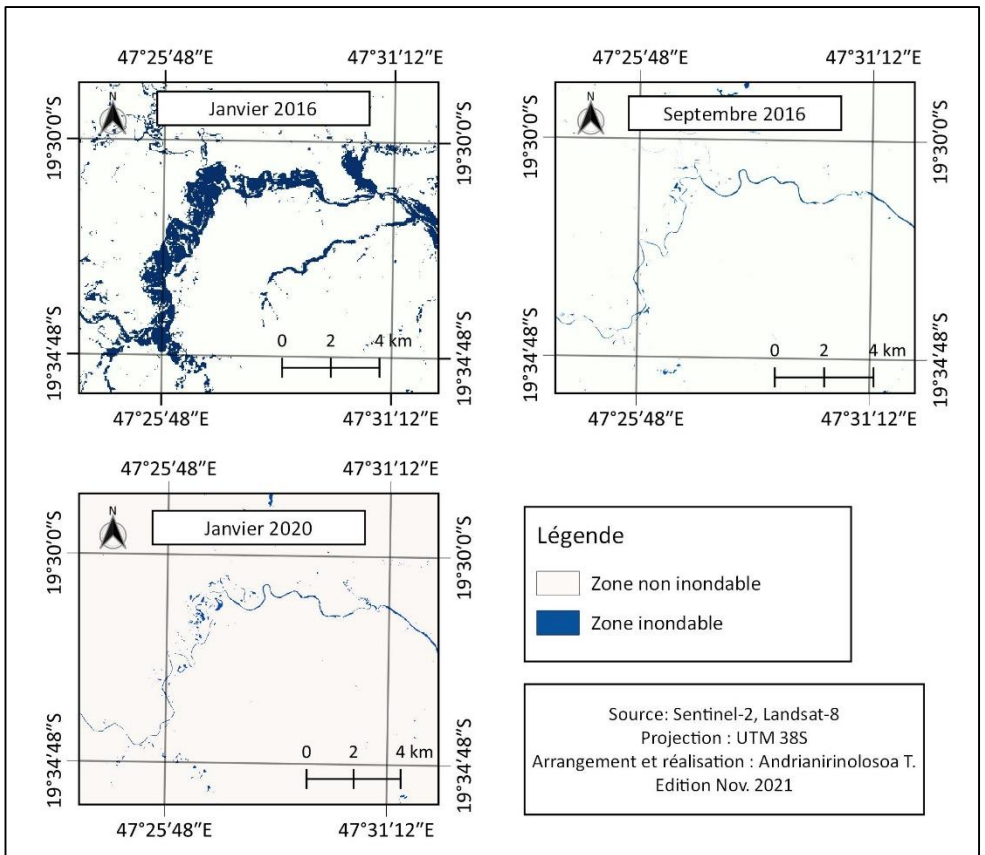 47°25'48"E
47°31'12"E
N
Janvier 2016
19°30'0"S
19°30'0"S
19°34'48"S
19°34'48"S
0 2 4 km
47°25'48"E
47°31'12"E
47°25'48"E
47°31'12"E
N
Septembre 2016
19°30'0"S
19°30'0"S
19°34'48"S
19°34'48"S
0 2 4 km
47°25'48"E
47°31'12"E
47°25'48"E
47°31'12"E
N
Janvier 2020
19°30'0"S
19°30'0"S
19°34'48"S
19°34'48"S
0 2 4 km
47°25'48"E
47°31'12"E
Légende
Zone non inondable
Zone inondable
Source: Sentinel-2, Landsat-8
Projection : UTM 38S
Arrangement et réalisation : Andrianirinolosoa T.
Edition Nov. 2021